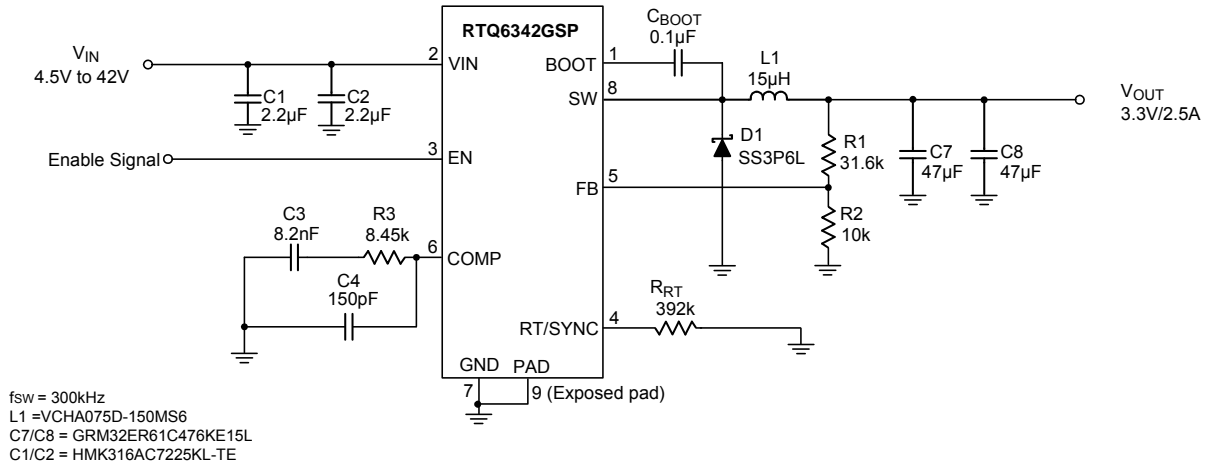 RTQ6342GSP
VIN
4.5V to 42V
2
VIN
C1
2.2µF
C2
2.2µF
Enable Signal
3
EN
C3
8.2nF
R3
8.45k
6
COMP
C4
150pF
GND
PAD
7
9 (Exposed pad)
CBOOT
0.1µF
1
BOOT
8
SW
L1
15µH
VOUT
3.3V/2.5A
D1
SS3P6L
R1
31.6k
C7
47µF
C8
47µF
5
FB
R2
10k
RRT
392k
4
RT/SYNC
fSW = 300kHz
L1 =VCHA075D-150MS6
C7/C8 = GRM32ER61C476KE15L
C1/C2 = HMK316AC7225KL-TE